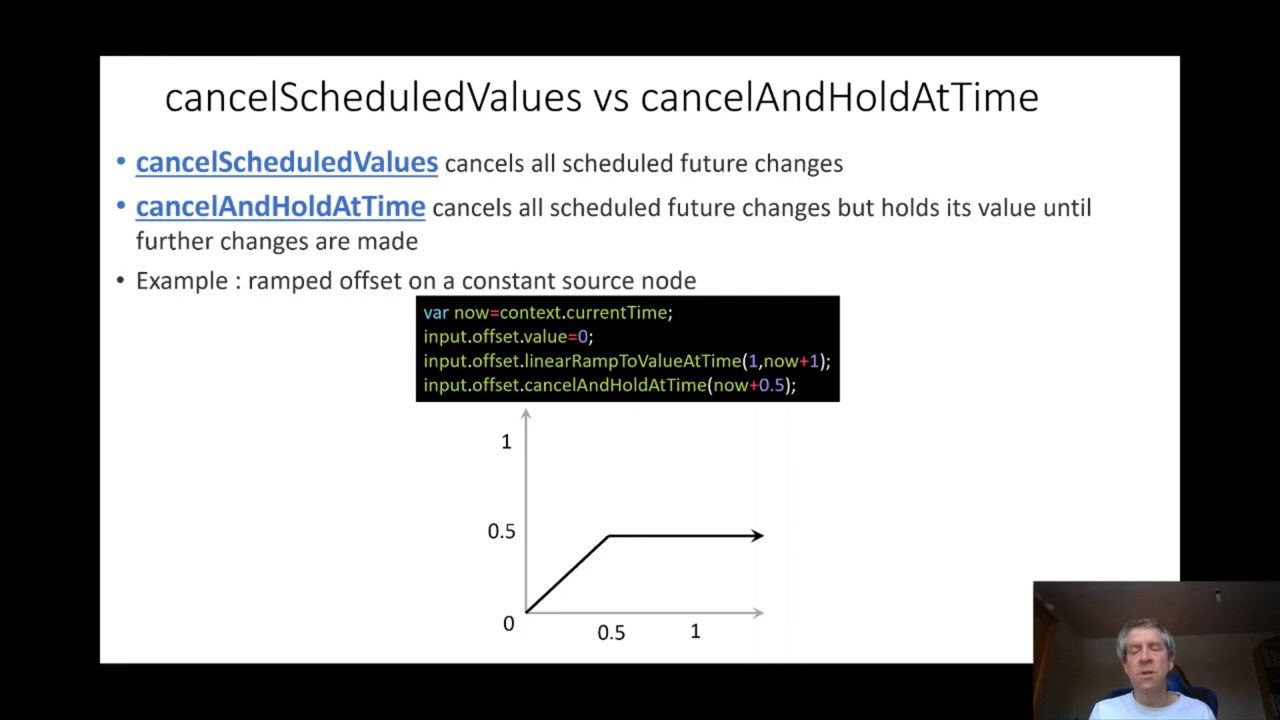 cancelScheduledValues vs cancelAndHoldAtTime
• cancelScheduledValues cancels all scheduled future changes
• cancelAndHoldAtTime cancels all scheduled future changes but holds its value until
further changes are made
• Example : ramped offset on a constant source node
var now=context.currentTime;
input.offset.value=0;
input.offset.linearRampToValueAtTime(1,now+1);
input.offset.cancelAndHoldAtTime(now+0.5);
1
0.5
0
0.5 1